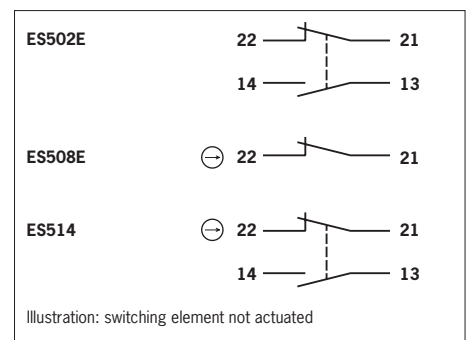 ES502E 22 21
14 13
ES508E 22 21
ES514 22 21
14 13
Illustration: switching element not actuated